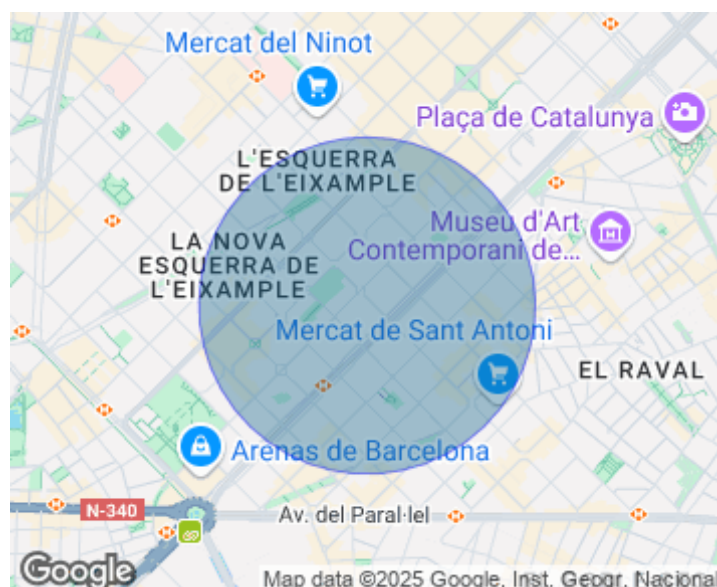 Mercat del Ninot
Plaça de Catalunya
L'ESQUERRA
DE L'EIXAMPLE
Museu d'Art
Contemporani de...
LA NOVA
ESQUERRA DE
L'EIXAMPLE
Mercat de Sant Antoni
EL RAVAL
Arenas de Barcelona
N-340
Av. del Paral·lel
Google
Map data ©2025 Google, Inst. Geogr. Nacional